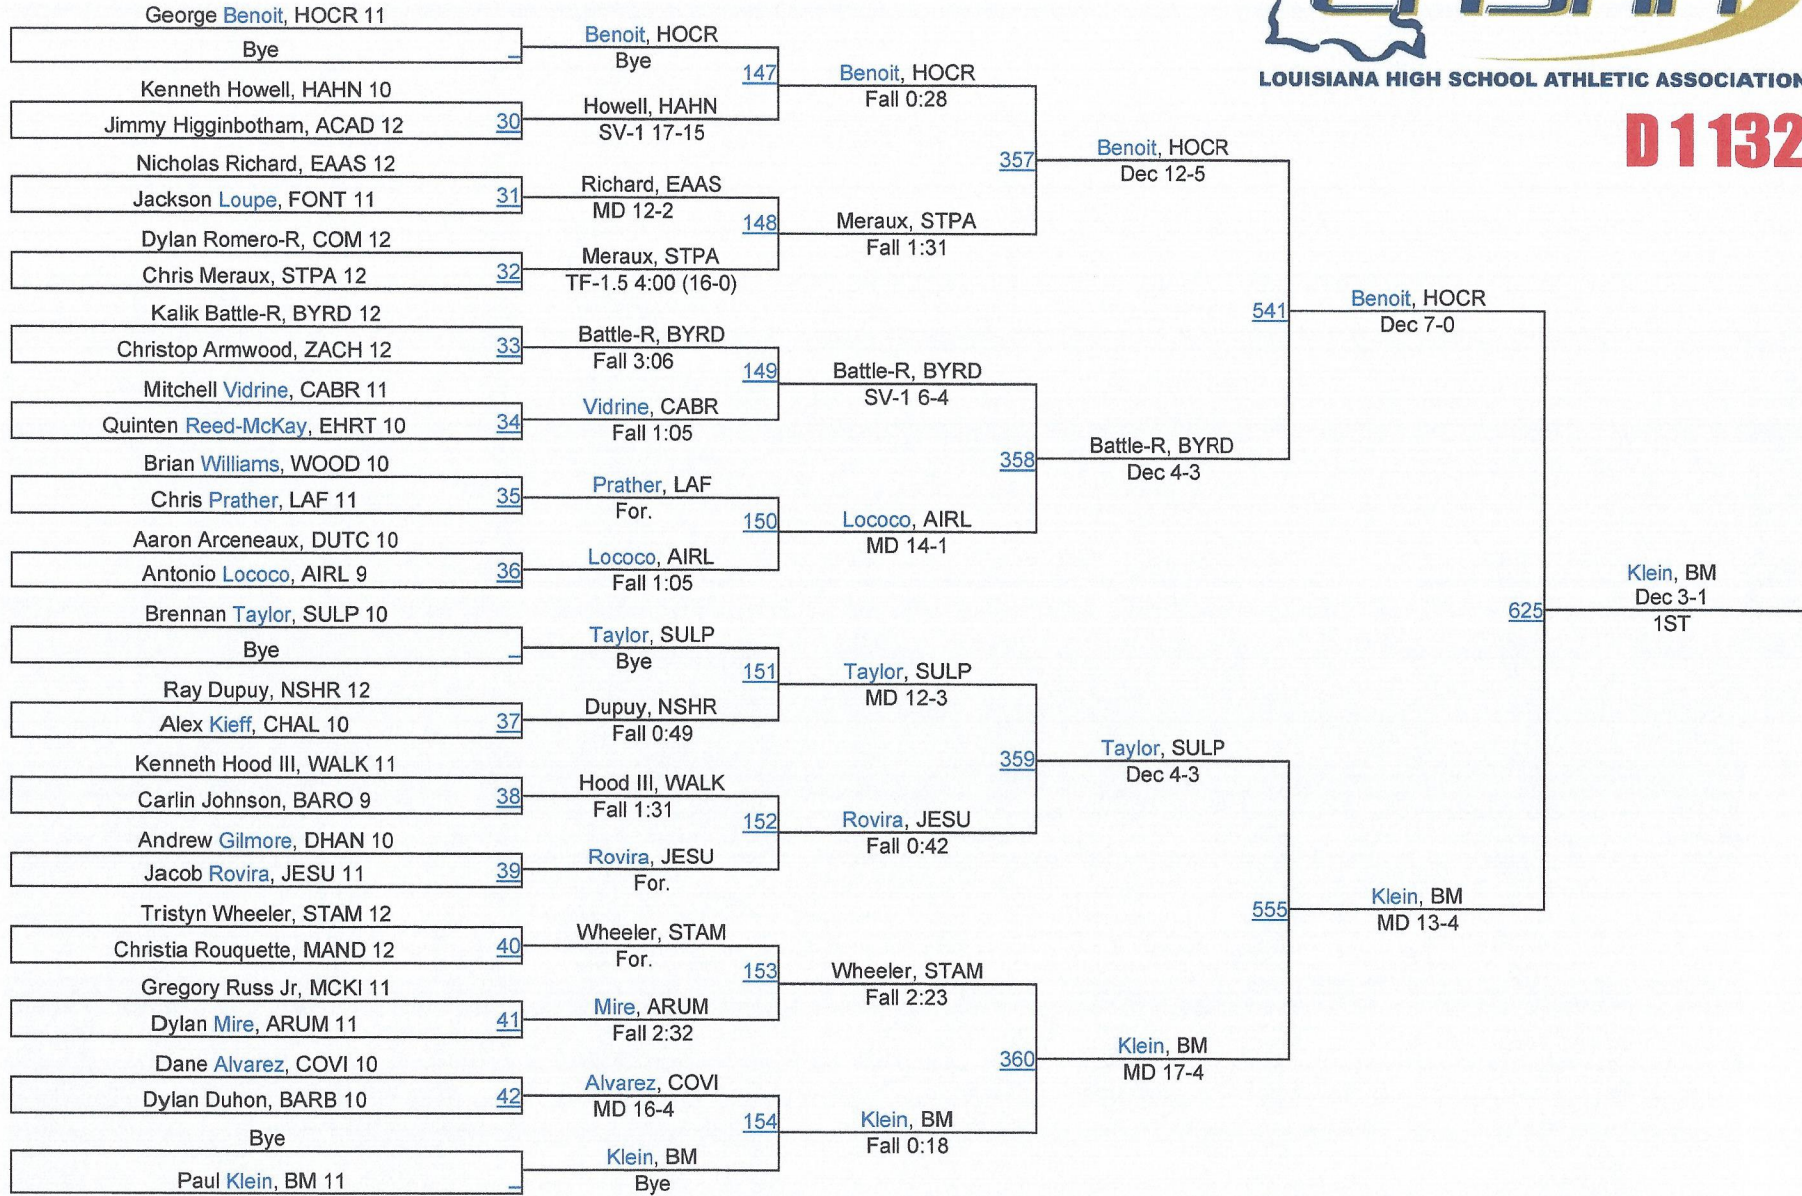 George Benoit, HOCR 11
Bye
Kenneth Howell, HAHN 10
Jimmy Higginbotham, ACAD 12
30
Nicholas Richard, EAAS 12
Jackson Loupe, FONT 11
31
Dylan Romero-R, COM 12
Chris Meraux, STPA 12
32
Kalik Battle-R, BYRD 12
Christop Armwood, ZACH 12
33
Mitchell Vidrine, CABR 11
Quinten Reed-McKay, EHRT 10
34
Brian Williams, WOOD 10
Chris Prather, LAF 11
35
Aaron Arceneaux, DUTC 10
Antonio Lococo, AIRL 9
36
Brennan Taylor, SULP 10
Bye
Ray Dupuy, NSHR 12
Alex Kieff, CHAL 10
37
Kenneth Hood III, WALK 11
Carlin Johnson, BARO 9
38
Andrew Gilmore, DHAN 10
Jacob Rovira, JESU 11
39
Tristyn Wheeler, STAM 12
Christia Rouquette, MAND 12
40
Gregory Russ Jr, MCKI 11
Dylan Mire, ARUM 11
41
Dane Alvarez, COVI 10
Dylan Duhon, BARB 10
42
Bye
Paul Klein, BM 11
Benoit, HOCR
Bye
147
Howell, HAHN
SV-1 17-15
Richard, EAAS
MD 12-2
148
Meraux, STPA
TF-1.5 4:00 (16-0)
Battle-R, BYRD
Fall 3:06
149
Vidrine, CABR
Fall 1:05
Prather, LAF
For.
150
Lococo, AIRL
Fall 1:05
Taylor, SULP
Bye
151
Dupuy, NSHR
Fall 0:49
Hood III, WALK
Fall 1:31
152
Rovira, JESU
For.
Wheeler, STAM
For.
153
Mire, ARUM
Fall 2:32
Alvarez, COVI
MD 16-4
154
Klein, BM
Bye
Benoit, HOCR
Fall 0:28
357
Meraux, STPA
Fall 1:31
Battle-R, BYRD
SV-1 6-4
358
Lococo, AIRL
MD 14-1
Taylor, SULP
MD 12-3
359
Rovira, JESU
Fall 0:42
Wheeler, STAM
Fall 2:23
360
Klein, BM
Fall 0:18
Benoit, HOCR
Dec 12-5
541
Battle-R, BYRD
Dec 4-3
Taylor, SULP
Dec 4-3
555
Klein, BM
MD 17-4
Benoit, HOCR
Dec 7-0
625
Klein, BM
MD 13-4
Klein, BM
Dec 3-1
1ST
LHSAA
LOUISIANA HIGH SCHOOL ATHLETIC ASSOCIATION
D 1 132